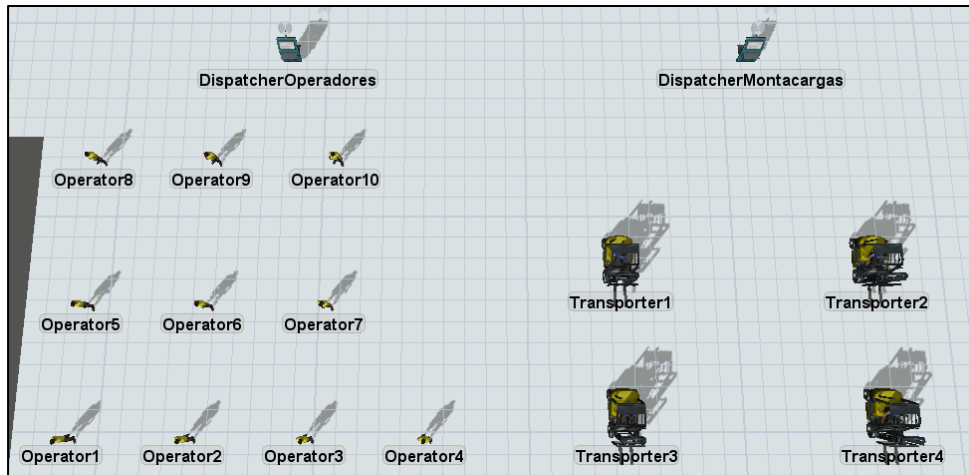 DispatcherOperadores
DispatcherMontacargas
Operator8
Operator9
Operator10
Operator5
Operator6
Operator7
Transporter1
Transporter2
Operator1
Operator2
Operator3
Operator4
Transporter3
Transporter4